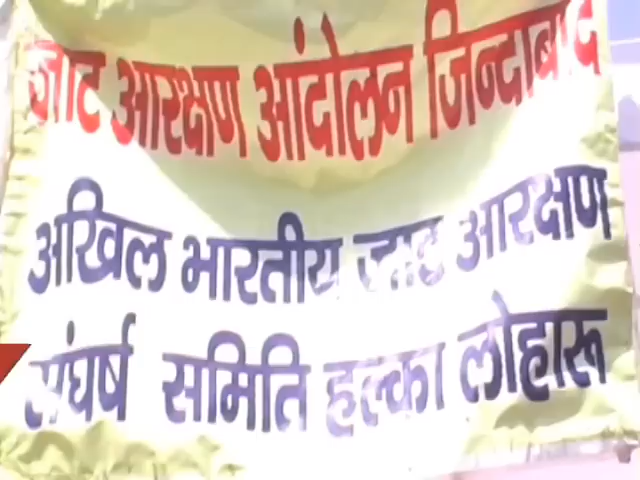 जाट आरक्षण आंदोलन जिन्दाबाद
अखिल भारतीय जाट आरक्षण
संघर्ष समिति हल्का लोहारू